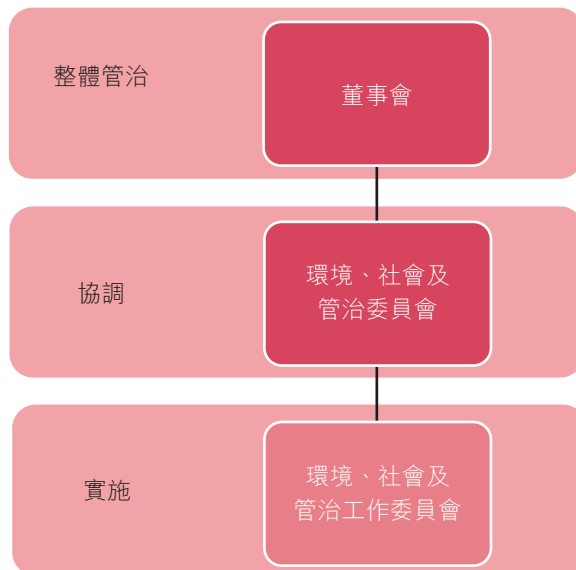 整體管治
董事會
協調
環境、社會及
管治委員會
實施
環境、社會及
管治工作委員會